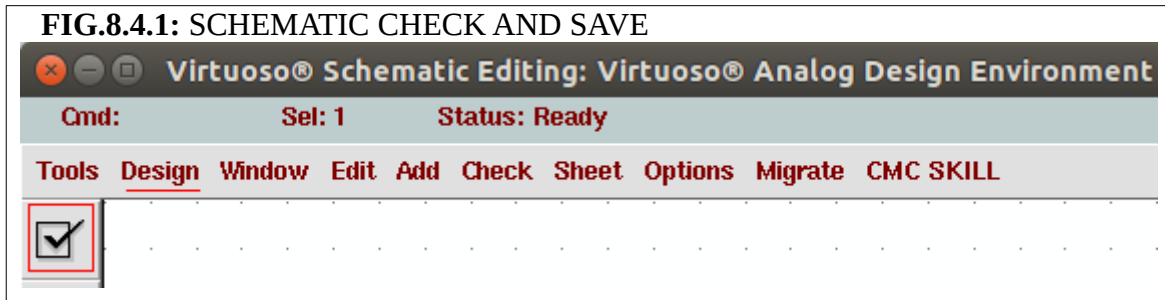 FIG.8.4.1: SCHEMATIC CHECK AND SAVE
Virtuoso® Schematic Editing: Virtuoso® Analog Design Environment
Cmd: Sel: 1 Status: Ready
Tools Design Window Edit Add Check Sheet Options Migrate CMC SKILL